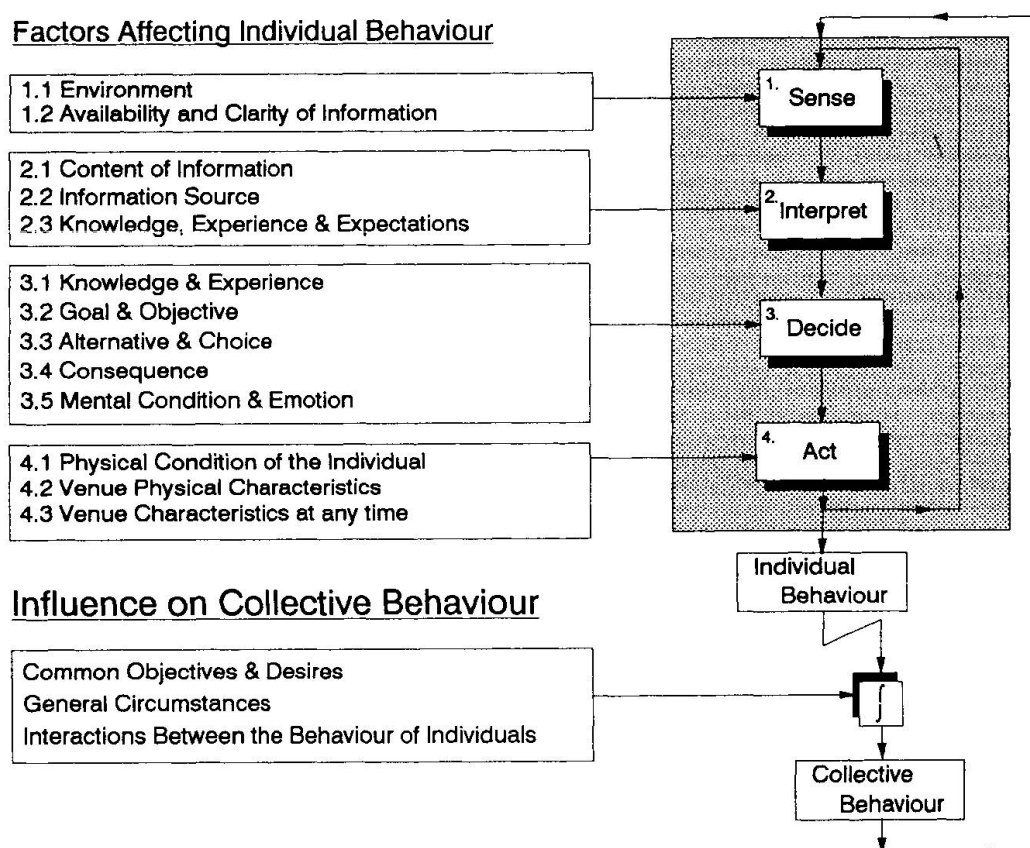 Factors Affecting Individual Behaviour
1.1 Environment
1.2 Availability and Clarity of Information
1.
Sense
2.1 Content of Information
2.2 Information Source
2.3 Knowledge, Experience & Expectations
2.
Interpret
3.1 Knowledge & Experience
3.2 Goal & Objective
3.3 Alternative & Choice
3.4 Consequence
3.5 Mental Condition & Emotion
3.
Decide
4.1 Physical Condition of the Individual
4.2 Venue Physical Characteristics
4.3 Venue Characteristics at any time
4.
Act
Individual
Behaviour
Influence on Collective Behaviour
Common Objectives & Desires
General Circumstances
Interactions Between the Behaviour of Individuals
∫
Collective
Behaviour